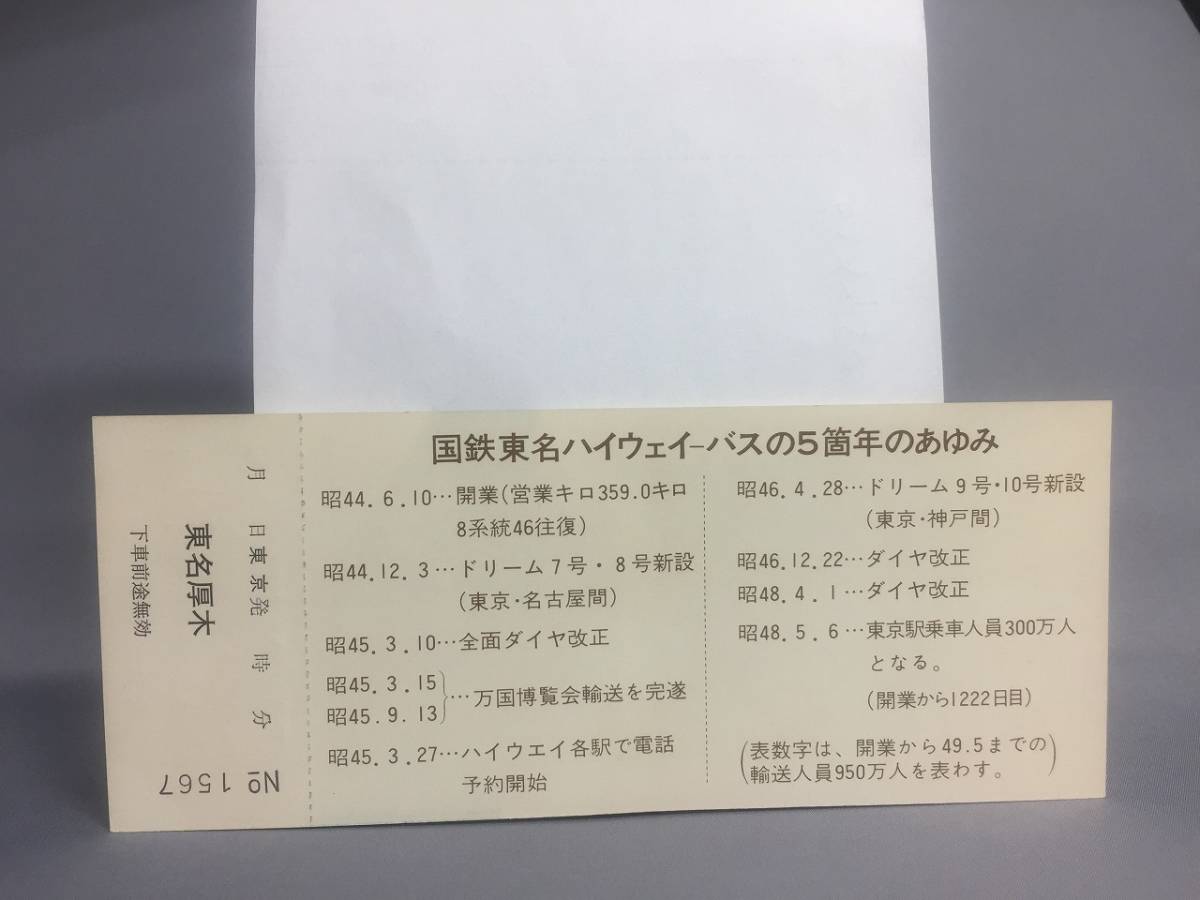 国鉄東名ハイウェイーバスの5箇年のあゆみ
昭44.6.10…開業(営業キロ359.0キロ
8系統46往復)
昭44.12.3…ドリーム7号・8号新設
(東京・名古屋間)
昭45.3.10…全面ダイヤ改正
昭45.3.15
昭45.9.13
…万国博覧会輸送を完遂
昭45.3.27…ハイウエイ各駅で電話
予約開始
昭46.4.28…ドリーム9号・10号新設
(東京・神戸間)
昭46.12.22…ダイヤ改正
昭48.4.1…ダイヤ改正
昭48.5.6…東京駅乗車人員300万人
となる。
(開業から1222日目)
(表数字は、開業から49.5までの
輸送人員950万人を表わす。)
月 日東京発 時 分
東名厚木
下車前途無効
No 1567